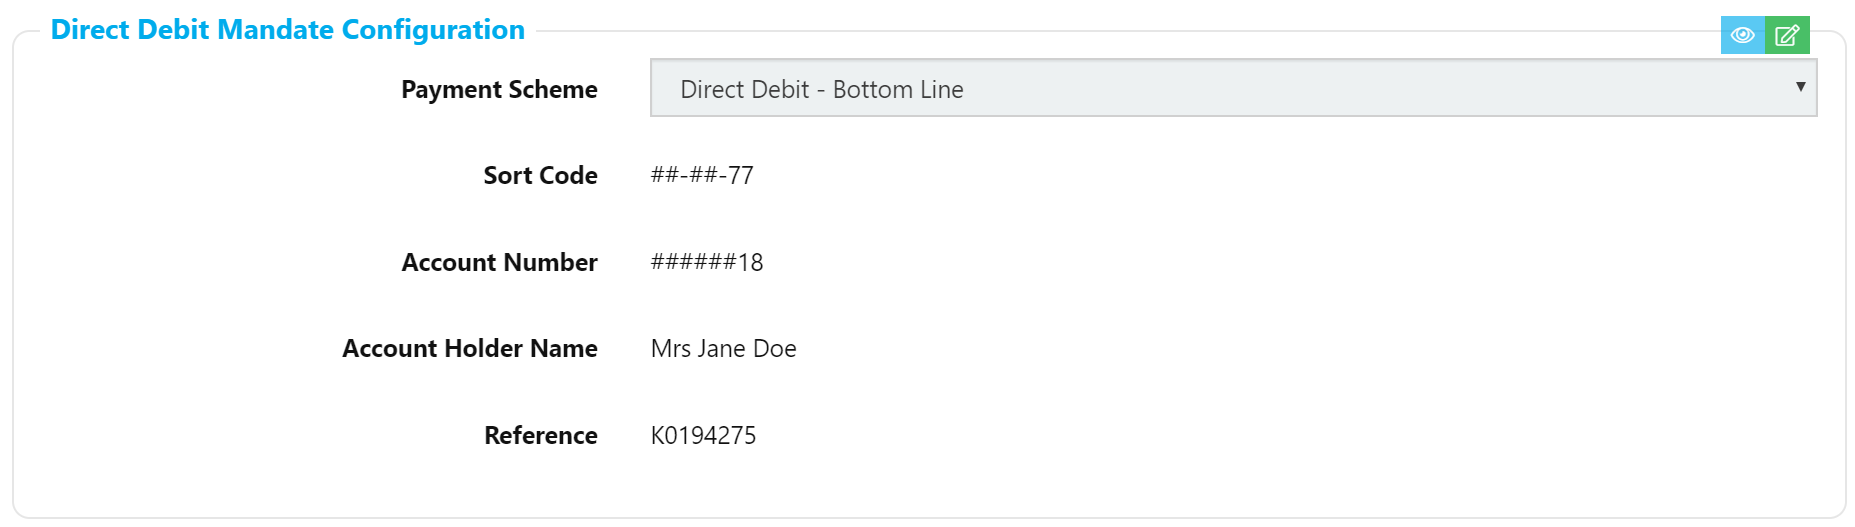 Direct Debit Mandate Configuration
Payment Scheme Direct Debit - Bottom Line
Sort Code ##-##-77
Account Number ######18
Account Holder Name Mrs Jane Doe
Reference K0194275